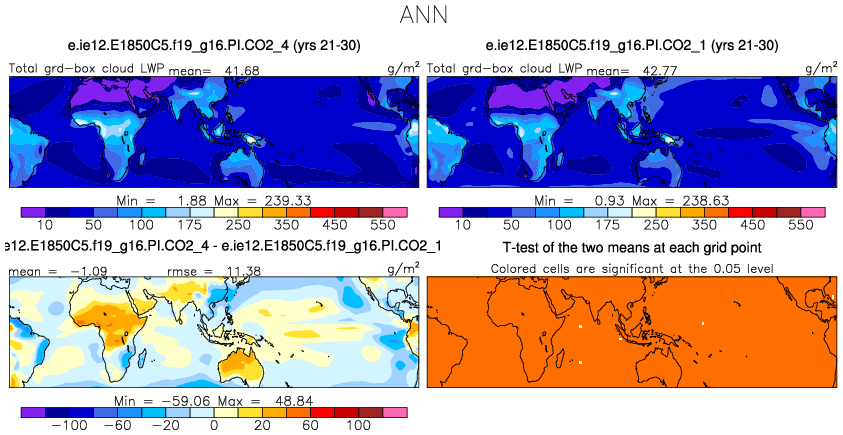 ANN
e.ie12.E1850C5.f19_g16.PI.CO2_4 (yrs 21-30)
Total grd-box cloud LWP mean= 41.68 g/m²
Min = 1.88 Max = 239.33
10 50 100 175 250 350 450 550
e.ie12.E1850C5.f19_g16.PI.CO2_1 (yrs 21-30)
Total grd-box cloud LWP mean= 42.77 g/m²
Min = 0.93 Max = 238.63
10 50 100 175 250 350 450 550
e12.E1850C5.f19_g16.PI.CO2_4 - e.ie12.E1850C5.f19_g16.PI.CO2_1
mean = -1.09 rmse = 11.38 g/m²
Min = -59.06 Max = 48.84
-100 -60 -20 0 20 60 100
T-test of the two means at each grid point
Colored cells are significant at the 0.05 level